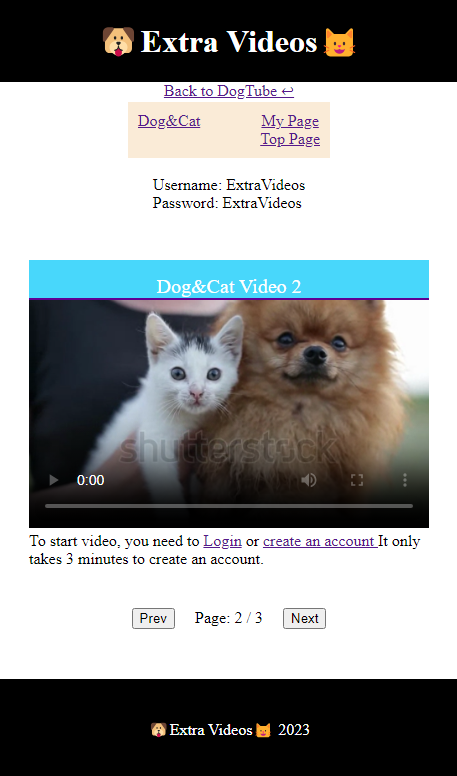 🐶 Extra Videos 😺
Back to DogTube ↩
Dog&Cat My Page
Top Page
Username: ExtraVideos
Password: ExtraVideos
Dog&Cat Video 2
shutterstock
0:00
To start video, you need to Login or create an account It only
takes 3 minutes to create an account.
Prev Page: 2 / 3 Next
🐶Extra Videos😺 2023